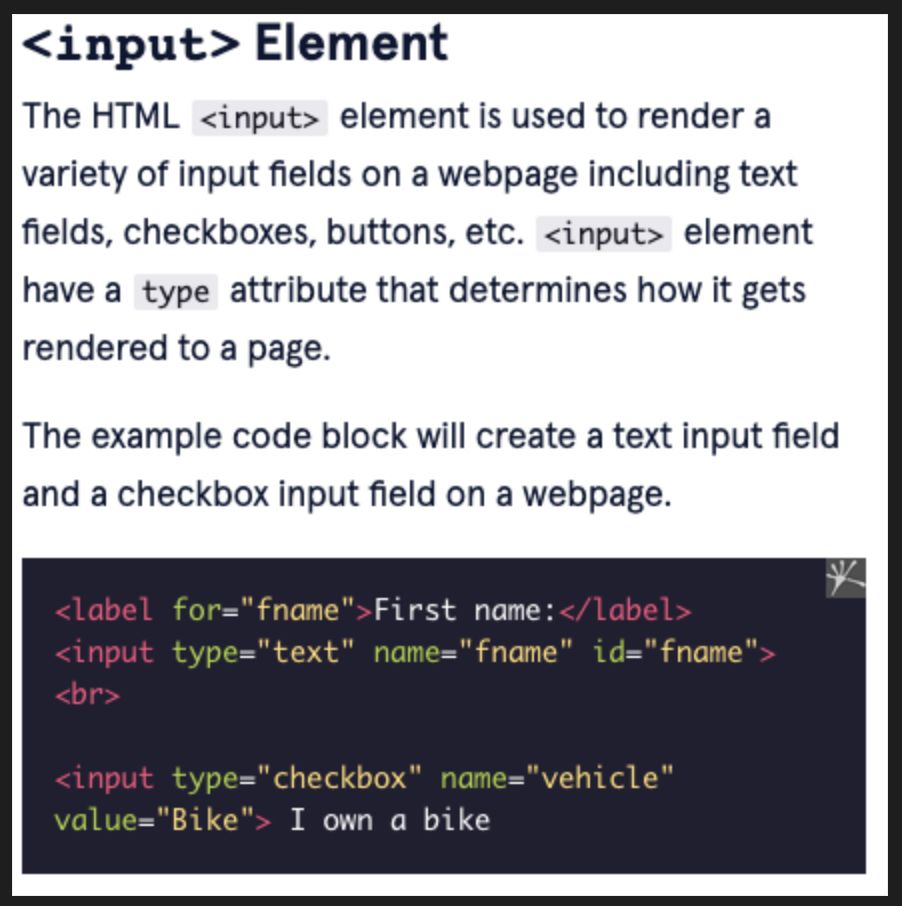 <input> Element
The HTML <input> element is used to render a
variety of input fields on a webpage including text
fields, checkboxes, buttons, etc. <input> element
have a type attribute that determines how it gets
rendered to a page.
The example code block will create a text input field
and a checkbox input field on a webpage.
<label for="fname">First name:</label>
<input type="text" name="fname" id="fname">
<br>
<input type="checkbox" name="vehicle"
value="Bike"> I own a bike